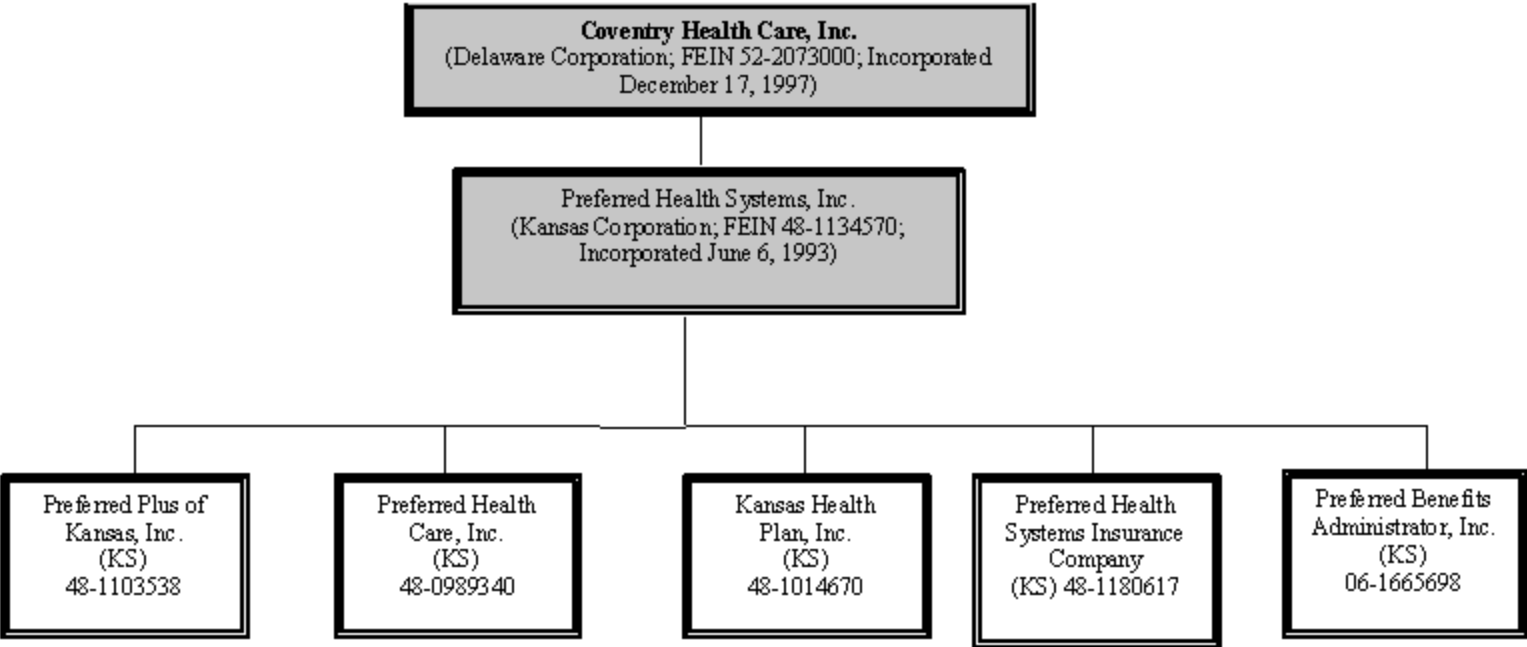 Coventry Health Care, Inc.
(Delaware Corporation; FEIN 52-2073000; Incorporated
December 17, 1997)
Preferred Health Systems, Inc.
(Kansas Corporation; FEIN 48-1134570;
Incorporated June 6, 1993)
Preferred Plus of
Kansas, Inc.
(KS)
48-1103538
Preferred Health
Care, Inc.
(KS)
48-0989340
Kansas Health
Plan, Inc.
(KS)
48-1014670
Preferred Health
Systems Insurance
Company
(KS) 48-1180617
Preferred Benefits
Administrator, Inc.
(KS)
06-1665698